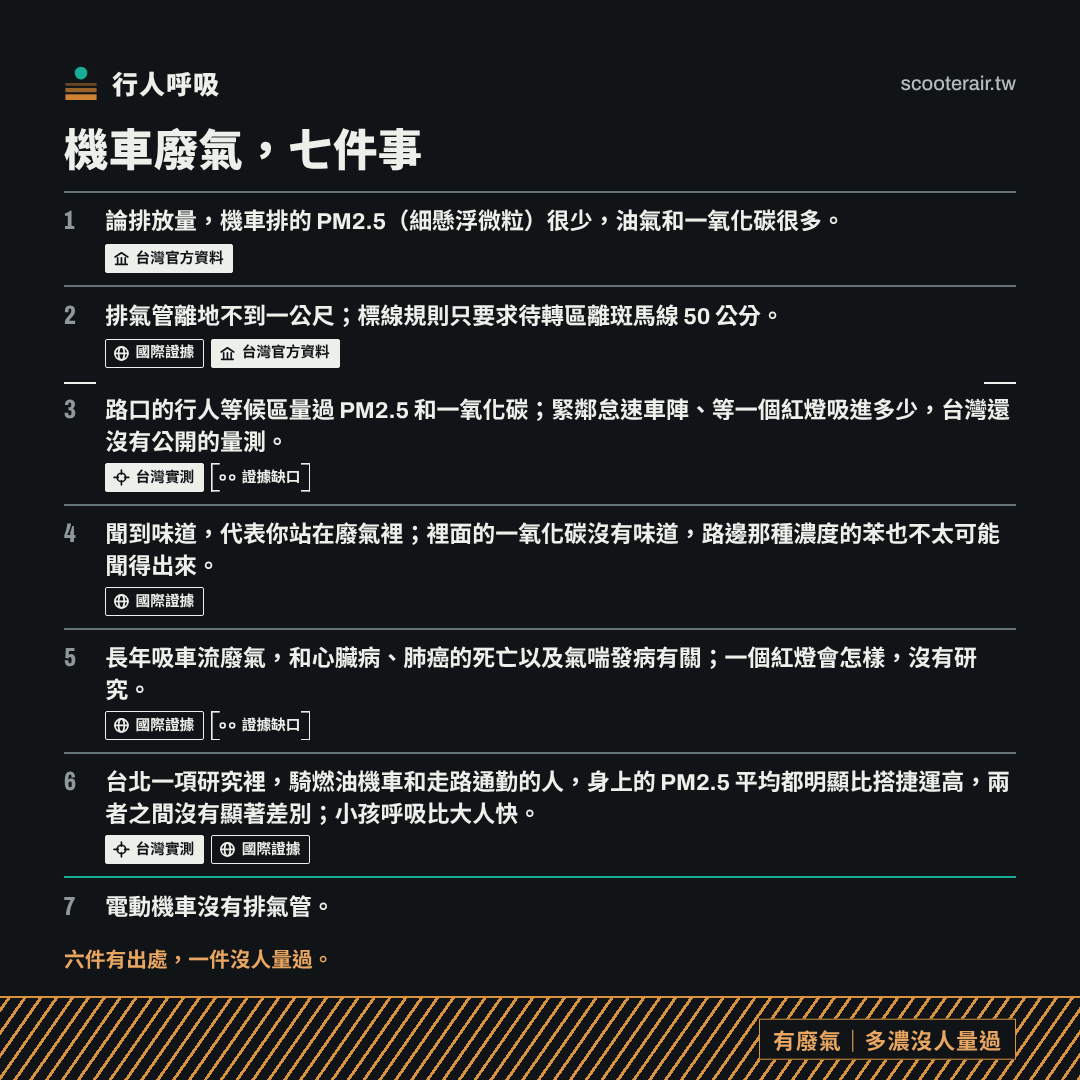 行人呼吸
scooterair.tw
機車廢氣，七件事
1 論排放量，機車排的 PM2.5（細懸浮微粒）很少，油氣和一氧化碳很多。
台灣官方資料
2 排氣管離地不到一公尺；標線規則只要求待轉區離斑馬線 50 公分。
國際證據 台灣官方資料
3 路口的行人等候區量過 PM2.5 和一氧化碳；緊鄰怠速車陣、等一個紅燈吸進多少，台灣還
沒有公開的量測。
台灣實測 證據缺口
4 聞到味道，代表你站在廢氣裡；裡面的一氧化碳沒有味道，路邊那種濃度的苯也不太可能
聞得出來。
國際證據
5 長年吸車流廢氣，和心臟病、肺癌的死亡以及氣喘發病有關；一個紅燈會怎樣，沒有研
究。
國際證據 證據缺口
6 台北一項研究裡，騎燃油機車和走路通勤的人，身上的 PM2.5 平均都明顯比搭捷運高，兩
者之間沒有顯著差別；小孩呼吸比大人快。
台灣實測 國際證據
7 電動機車沒有排氣管。
六件有出處，一件沒人量過。
有廢氣｜多濃沒人量過